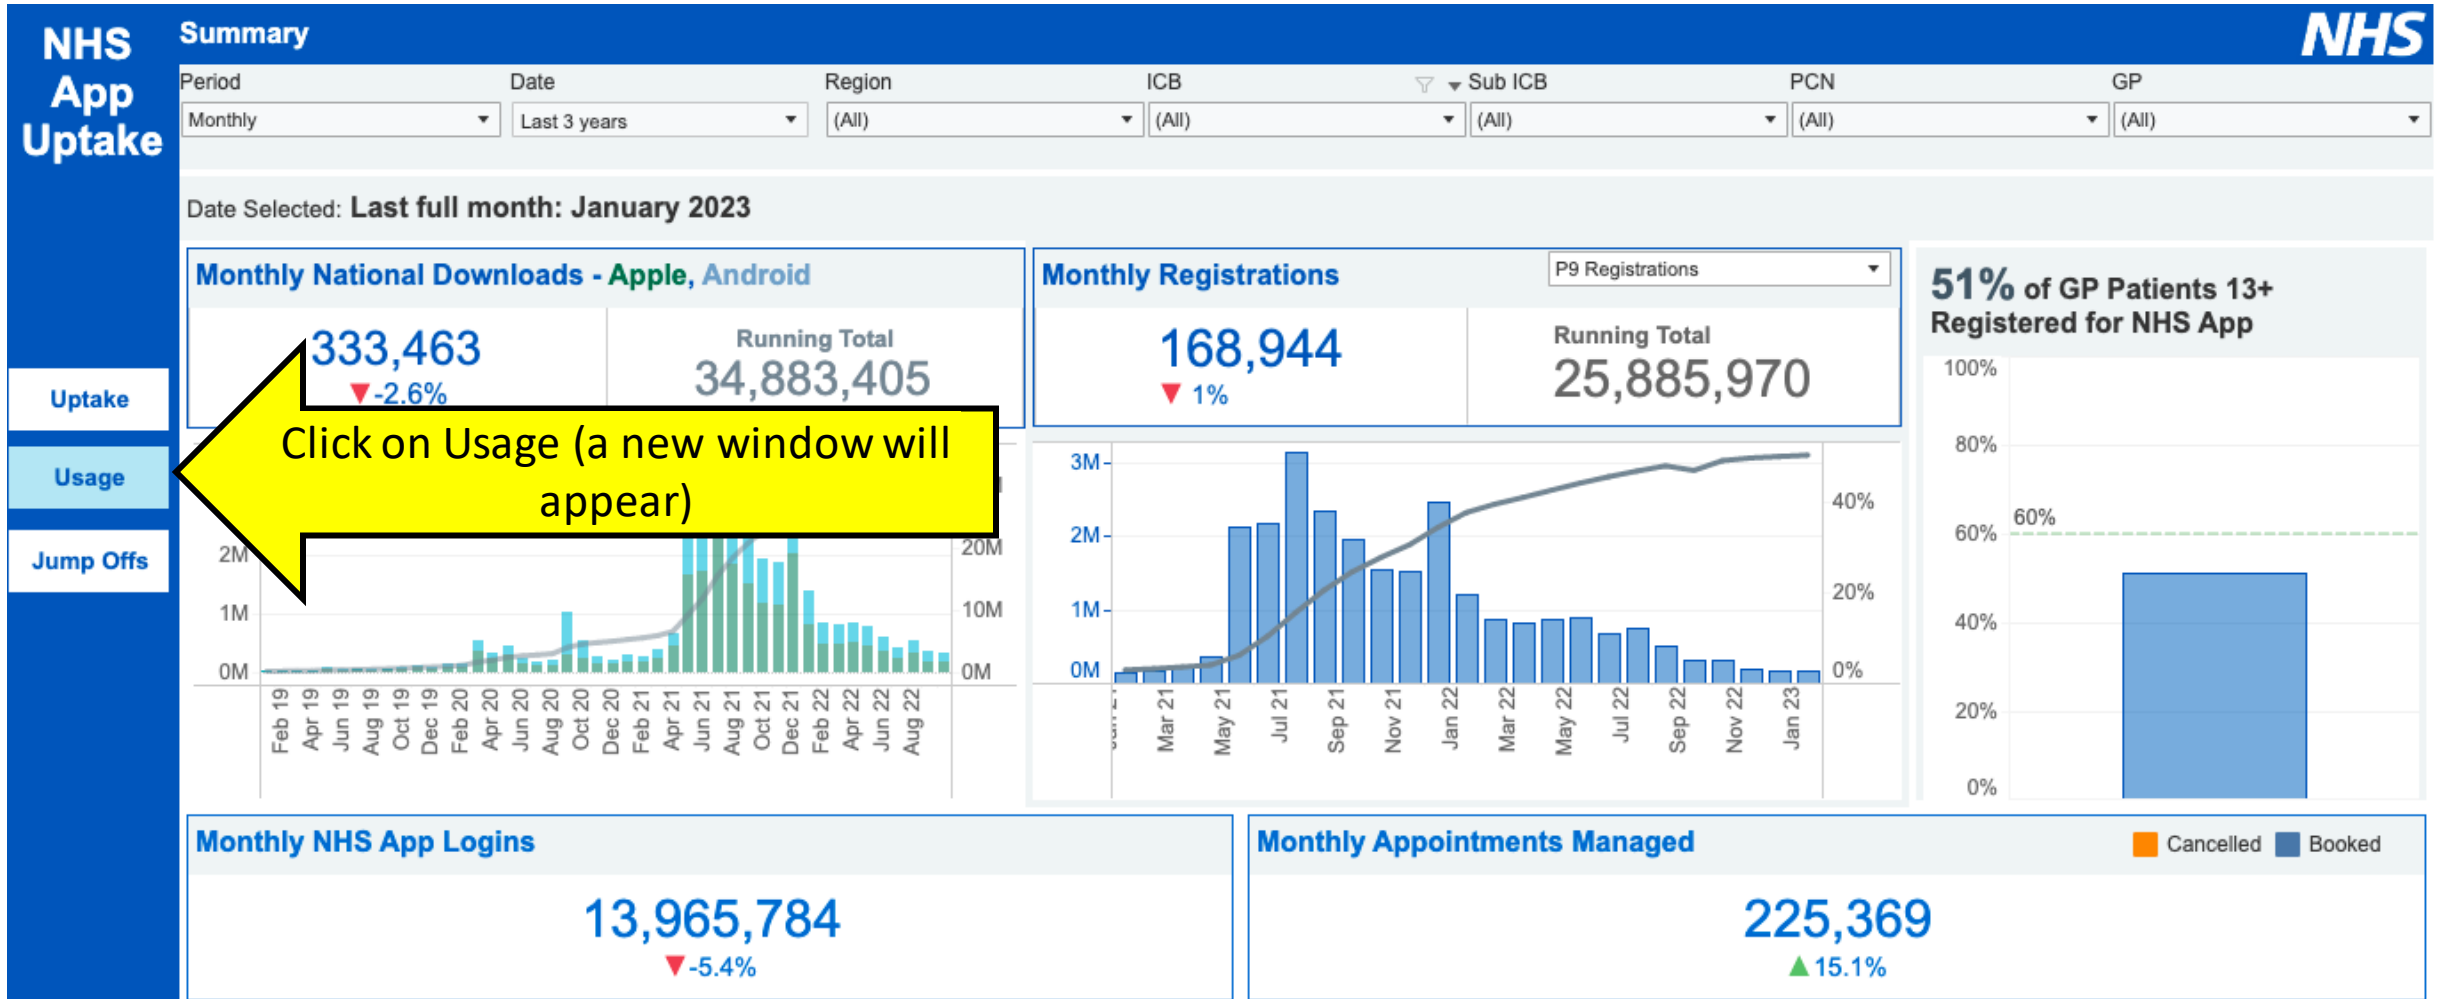 NHS
App
Uptake
Summary
NHS
Period
Date
Region
ICB
Sub ICB
PCN
GP
Monthly
Last 3 years
(All)
(All)
(All)
(All)
(All)
Date Selected: Last full month: January 2023
Uptake
Usage
Jump Offs
Monthly National Downloads - Apple, Android
333,463
-2.6%
Running Total
34,883,405
Click on Usage (a new window will
appear)
2M
1M
0M
20M
10M
0M
Feb 19
Apr 19
Jun 19
Aug 19
Oct 19
Dec 19
Feb 20
Apr 20
Jun 20
Aug 20
Oct 20
Dec 20
Feb 21
Apr 21
Jun 21
Aug 21
Oct 21
Dec 21
Feb 22
Apr 22
Jun 22
Aug 22
Monthly Registrations
P9 Registrations
168,944
1%
Running Total
25,885,970
3M
2M
1M
0M
40%
20%
0%
Mar 21
May 21
Jul 21
Sep 21
Nov 21
Jan 22
Mar 22
May 22
Jul 22
Sep 22
Nov 22
Jan 23
51% of GP Patients 13+
Registered for NHS App
100%
80%
60%
60%
40%
20%
0%
Monthly NHS App Logins
13,965,784
-5.4%
Monthly Appointments Managed
Cancelled
Booked
225,369
15.1%